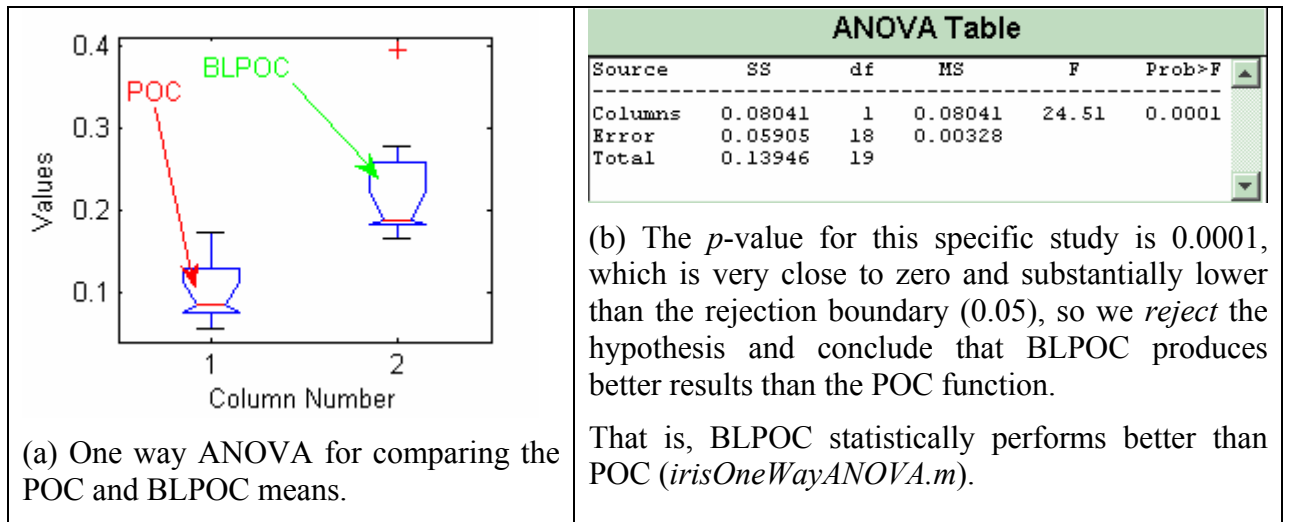 0.4
0.3
0.2
0.1
Values
POC
BLPOC
1 2
Column Number
(a) One way ANOVA for comparing the
POC and BLPOC means.
ANOVA Table
Source SS df MS F Prob>F
Columns 0.08041 1 0.08041 24.51 0.0001
Error 0.05905 18 0.00328
Total 0.13946 19
(b) The p-value for this specific study is 0.0001,
which is very close to zero and substantially lower
than the rejection boundary (0.05), so we reject the
hypothesis and conclude that BLPOC produces
better results than the POC function.
That is, BLPOC statistically performs better than
POC (irisOneWayANOVA.m).